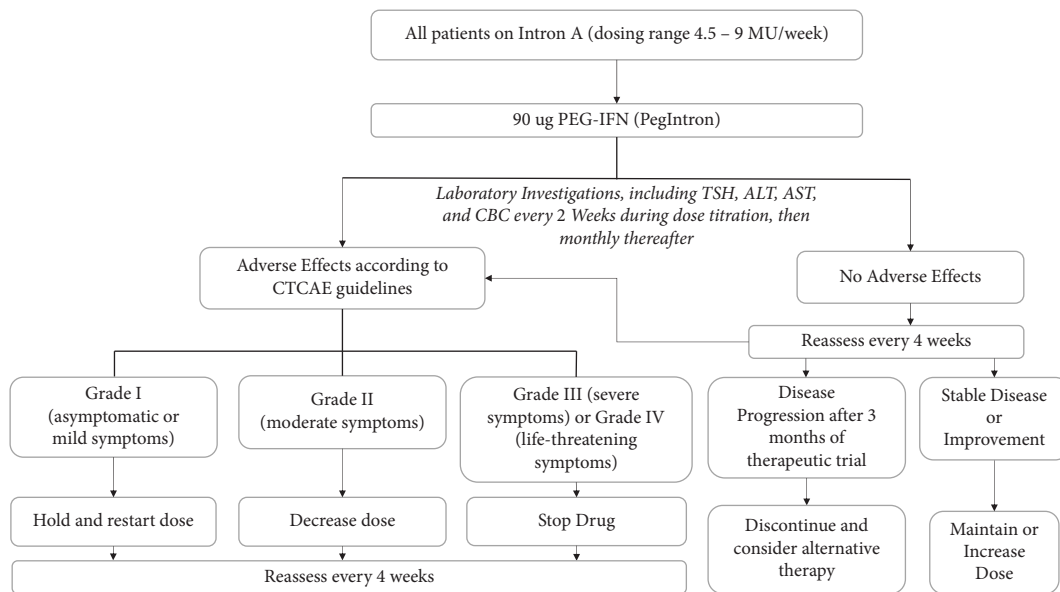 All patients on Intron A (dosing range 4.5 – 9 MU/week)
90 ug PEG-IFN (PegIntron)
Laboratory Investigations, including TSH, ALT, AST,
and CBC every 2 Weeks during dose titration, then
monthly thereafter
Adverse Effects according to
CTCAE guidelines
No Adverse Effects
Reassess every 4 weeks
Grade I
(asymptomatic or
mild symptoms)
Grade II
(moderate symptoms)
Grade III (severe
symptoms) or Grade IV
(life-threatening
symptoms)
Disease
Progression after 3
months of
therapeutic trial
Stable Disease
or
Improvement
Hold and restart dose
Decrease dose
Stop Drug
Discontinue and
consider alternative
therapy
Maintain or
Increase
Dose
Reassess every 4 weeks